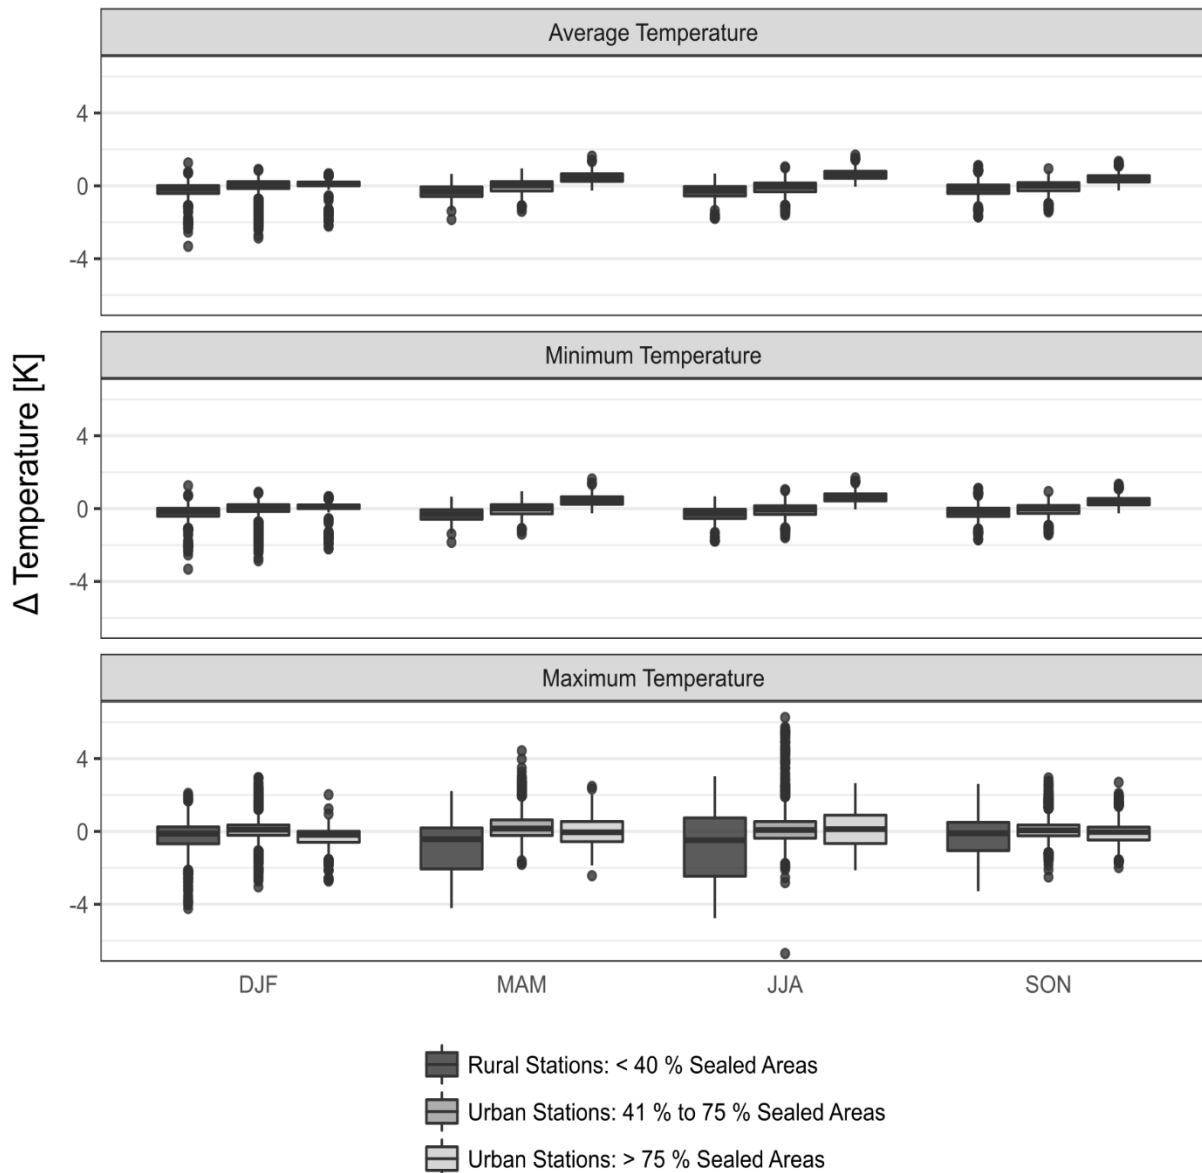 Average Temperature
4
0
-4
Minimum Temperature
4
0
-4
Δ Temperature [K]
Maximum Temperature
4
0
-4
DJF MAM JJA SON
Rural Stations: < 40 % Sealed Areas
Urban Stations: 41 % to 75 % Sealed Areas
Urban Stations: > 75 % Sealed Areas